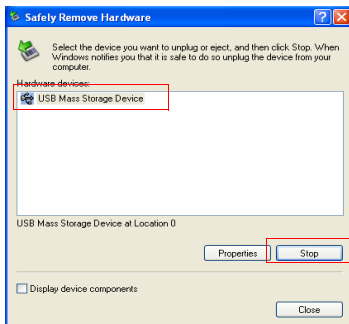 Safely Remove Hardware
Select the device you want to unplug or eject, and then click Stop. When
Windows notifies you that it is safe to do so unplug the device from your
computer.
Hardware devices:
USB Mass Storage Device
USB Mass Storage Device at Location 0
Properties
Stop
Display device components
Close